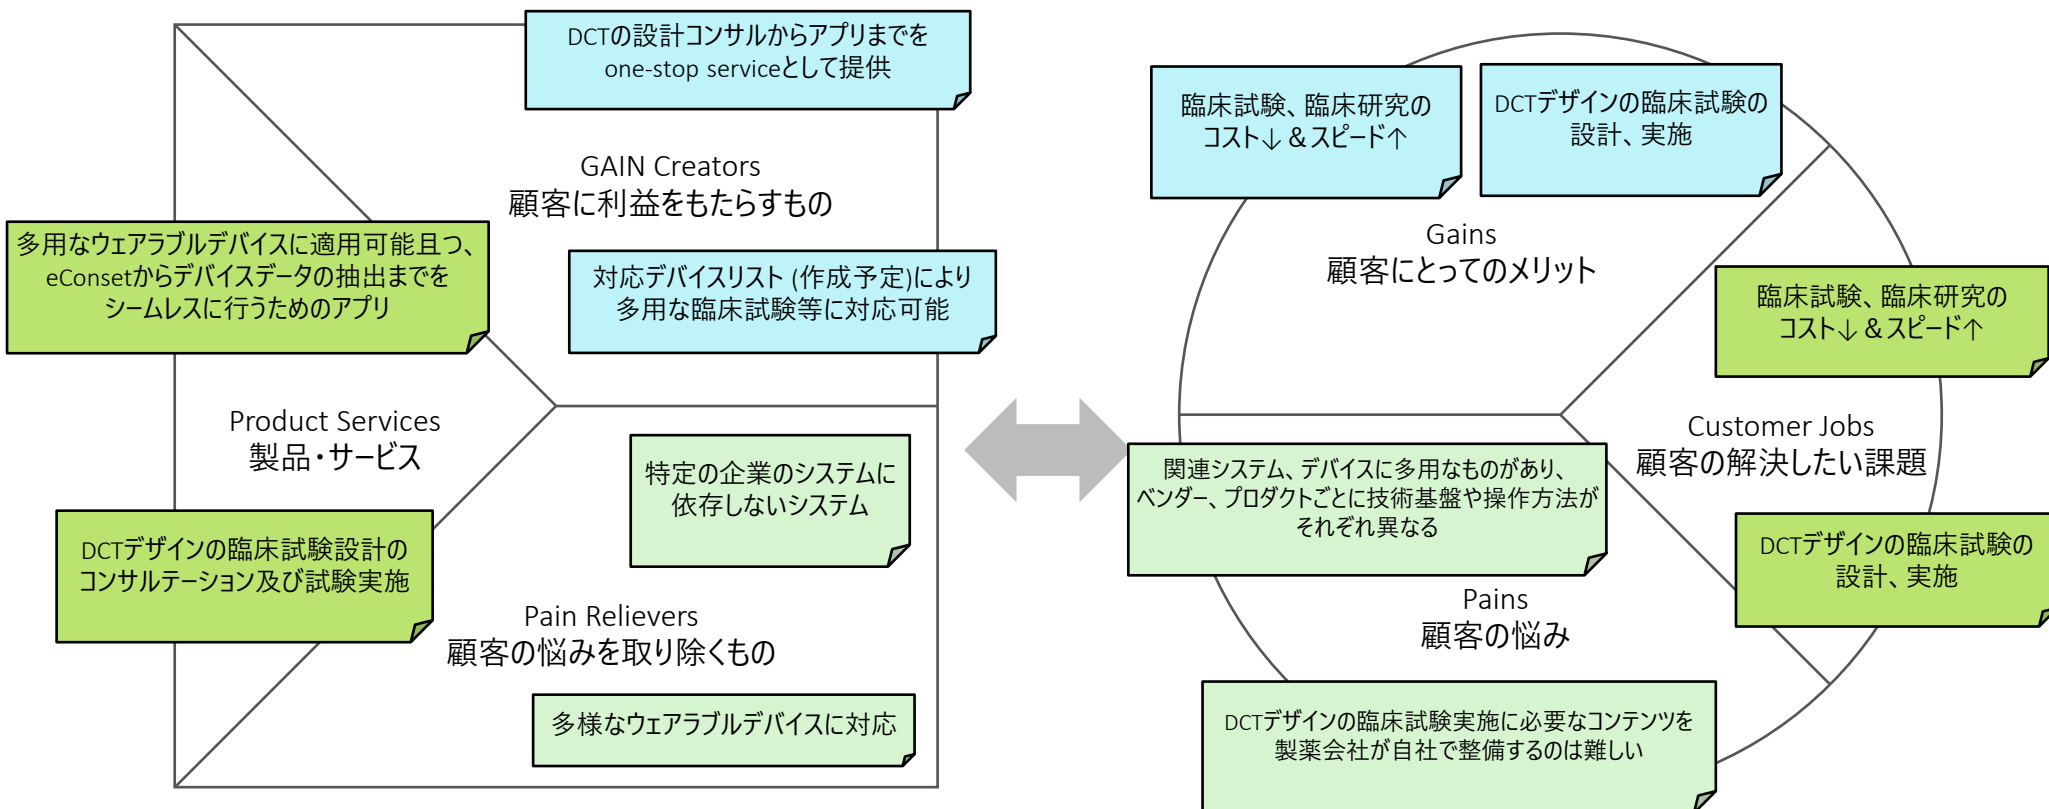 DCTの設計コンサルからアプリまでを
one-stop serviceとして提供
GAIN Creators
顧客に利益をもたらすもの
多用なウェアラブルデバイスに適用可能且つ、
eConsetからデバイスデータの抽出までを
シームレスに行うためのアプリ
対応デバイスリスト (作成予定)により
多用な臨床試験等に対応可能
Product Services
製品・サービス
特定の企業のシステムに
依存しないシステム
DCTデザインの臨床試験設計の
コンサルテーション及び試験実施
Pain Relievers
顧客の悩みを取り除くもの
多様なウェアラブルデバイスに対応
臨床試験、臨床研究の
コスト↓ & スピード↑
DCTデザインの臨床試験の
設計、実施
Gains
顧客にとってのメリット
臨床試験、臨床研究の
コスト↓ & スピード↑
Customer Jobs
顧客の解決したい課題
関連システム、デバイスに多用なものがあり、
ベンダー、プロダクトごとに技術基盤や操作方法が
それぞれ異なる
DCTデザインの臨床試験の
設計、実施
Pains
顧客の悩み
DCTデザインの臨床試験実施に必要なコンテンツを
製薬会社が自社で整備するのは難しい